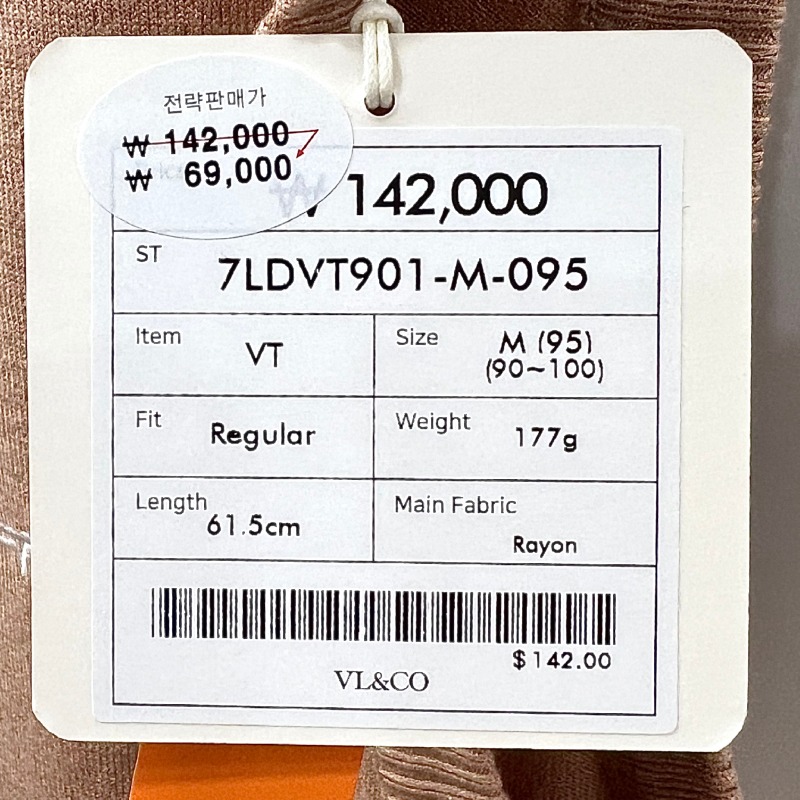 전략판매가
₩ 142,000
₩ 69,000
₩ 142,000
ST
7LDVT901-M-095
Item
VT
Size
M (95)
(90~100)
Fit
Regular
Weight
177g
Length
61.5cm
Main Fabric
Rayon
$142.00
VL&CO